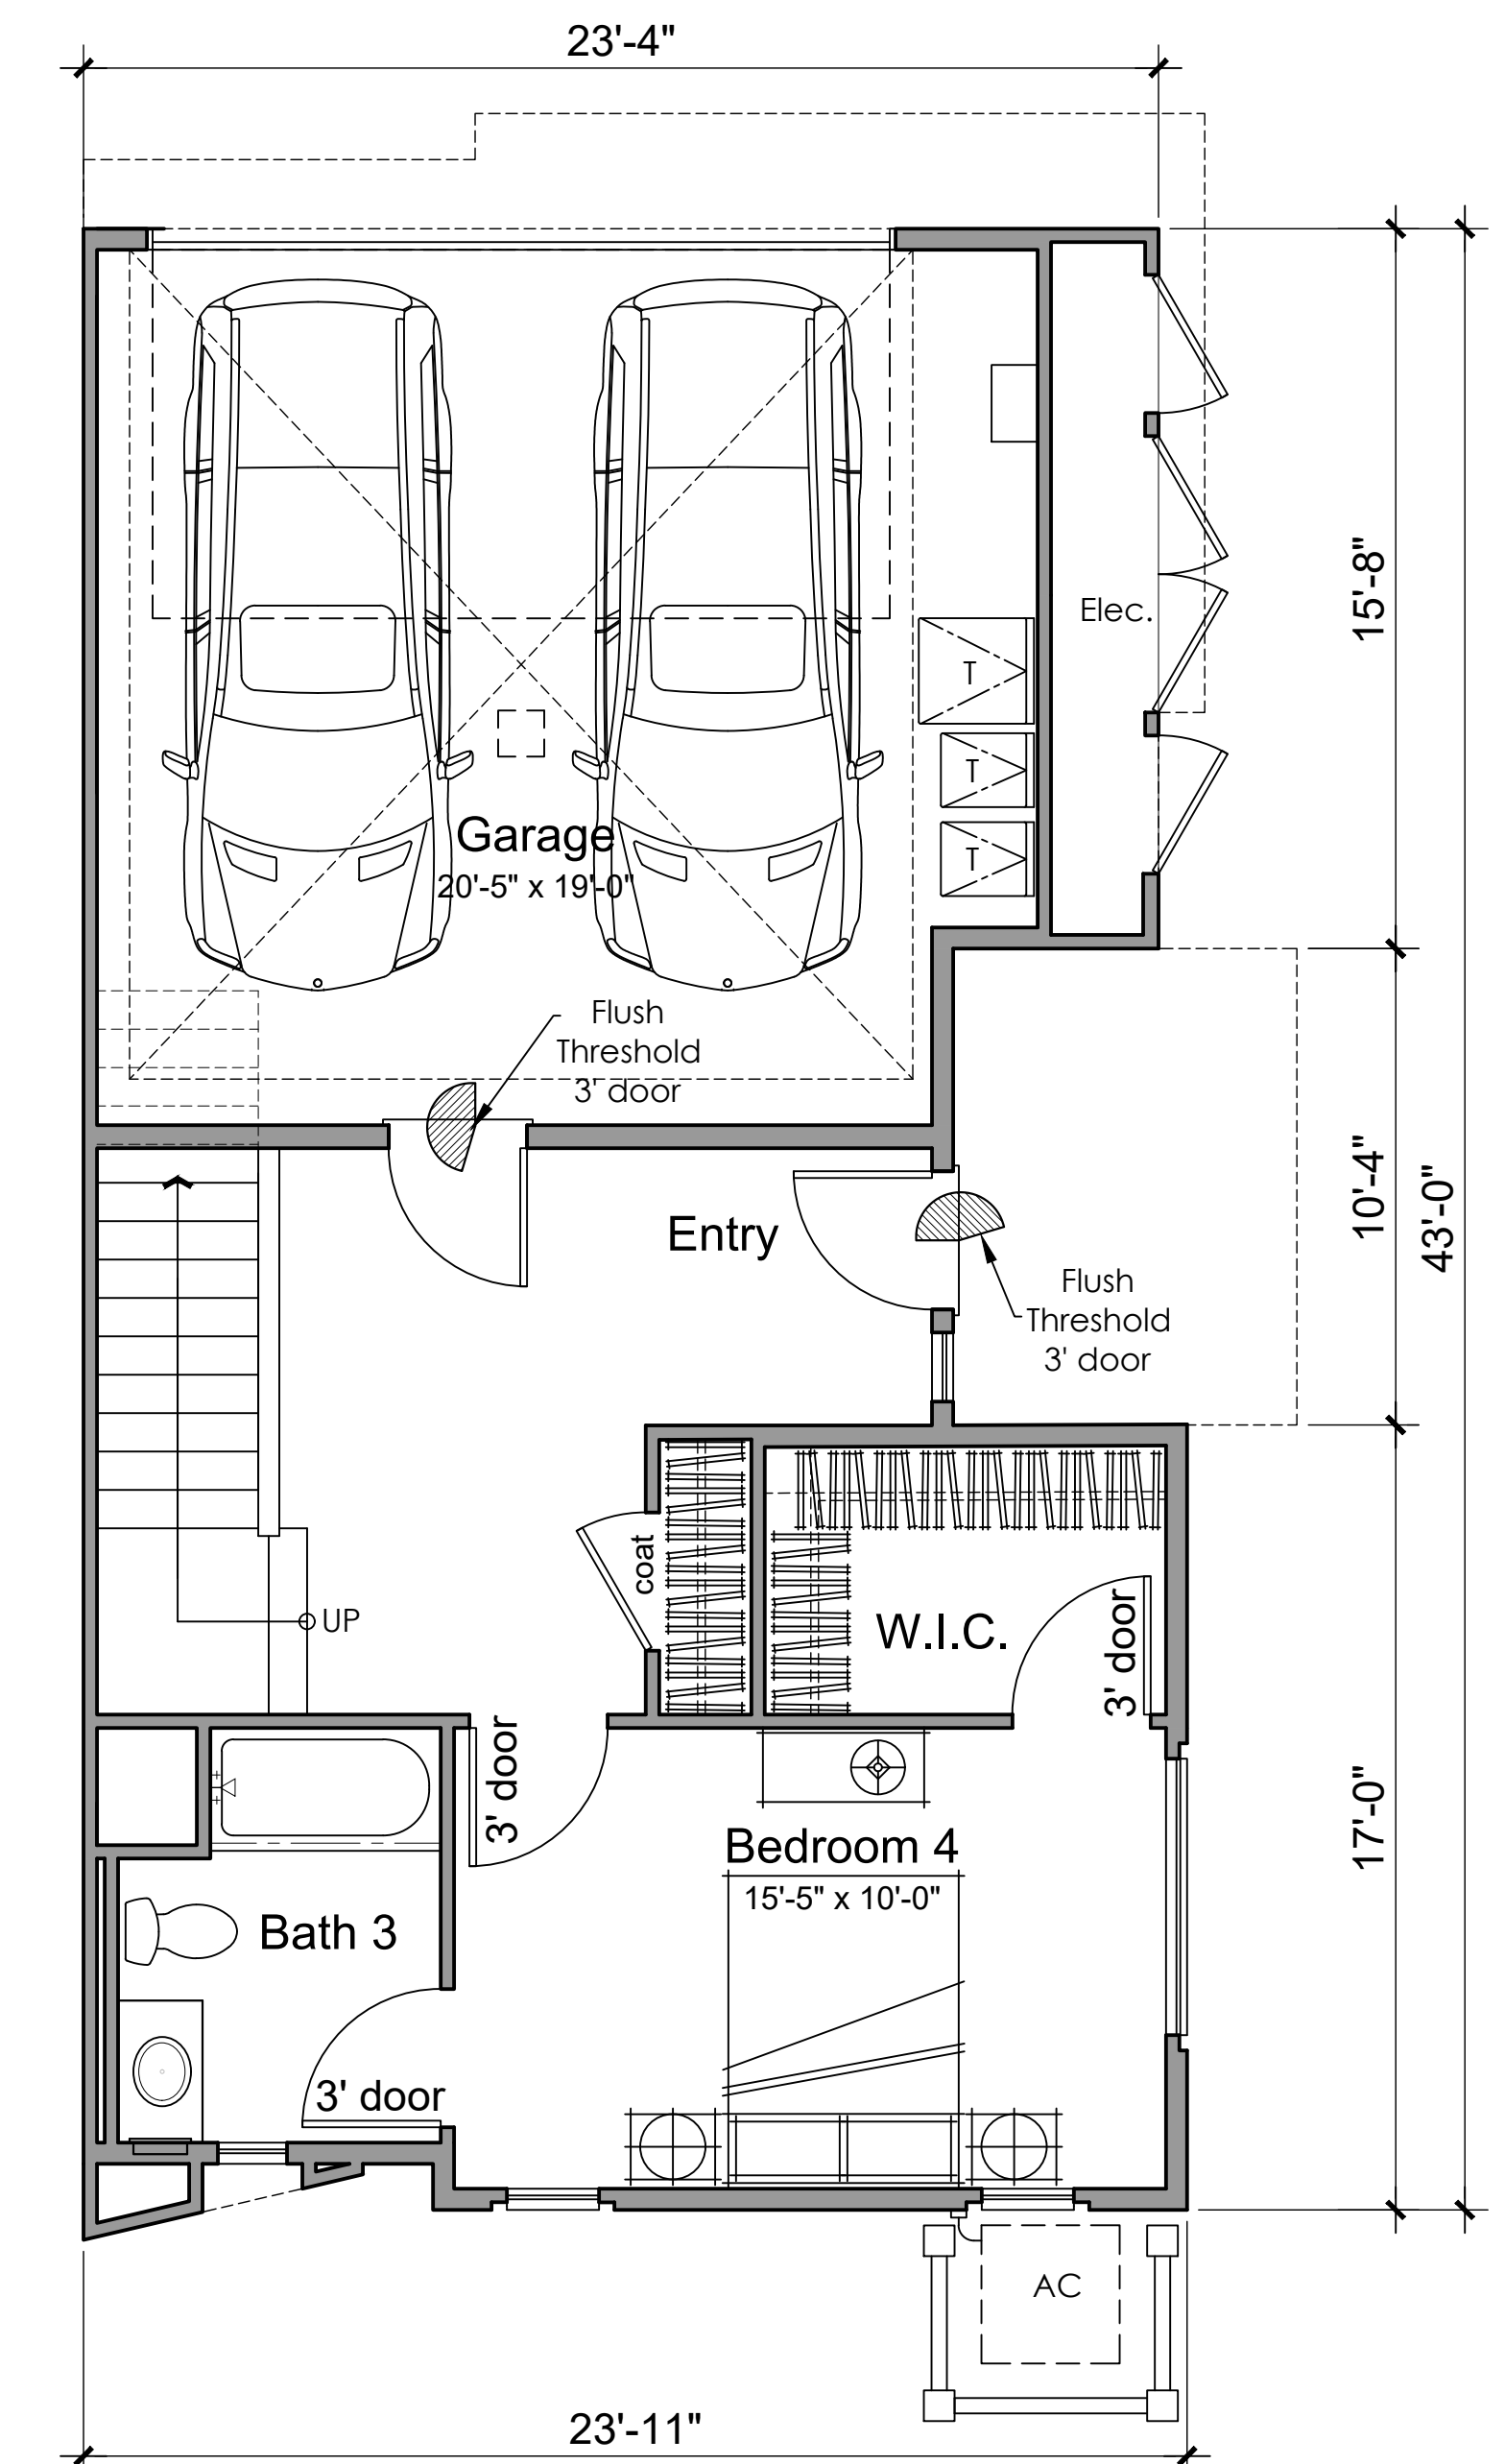 23'-4"
15'-8"
Elec.
T
T
T
Garage
20'-5" x 19'-0"
Flush
Threshold
3' door
10'-4"
43'-0"
Entry
Flush
Threshold
3' door
coat
UP
W.I.C.
3' door
3' door
17'-0"
Bedroom 4
15'-5" x 10'-0"
Bath 3
3' door
AC
23'-11"